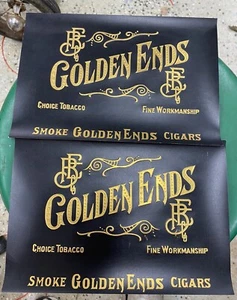 GOLDEN ENDS
CHOICE TOBACCO
FINE WORKMANSHIP
SMOKE GOLDEN ENDS CIGARS
GOLDEN ENDS
CHOICE TOBACCO
FINE WORKMANSHIP
SMOKE GOLDEN ENDS CIGARS